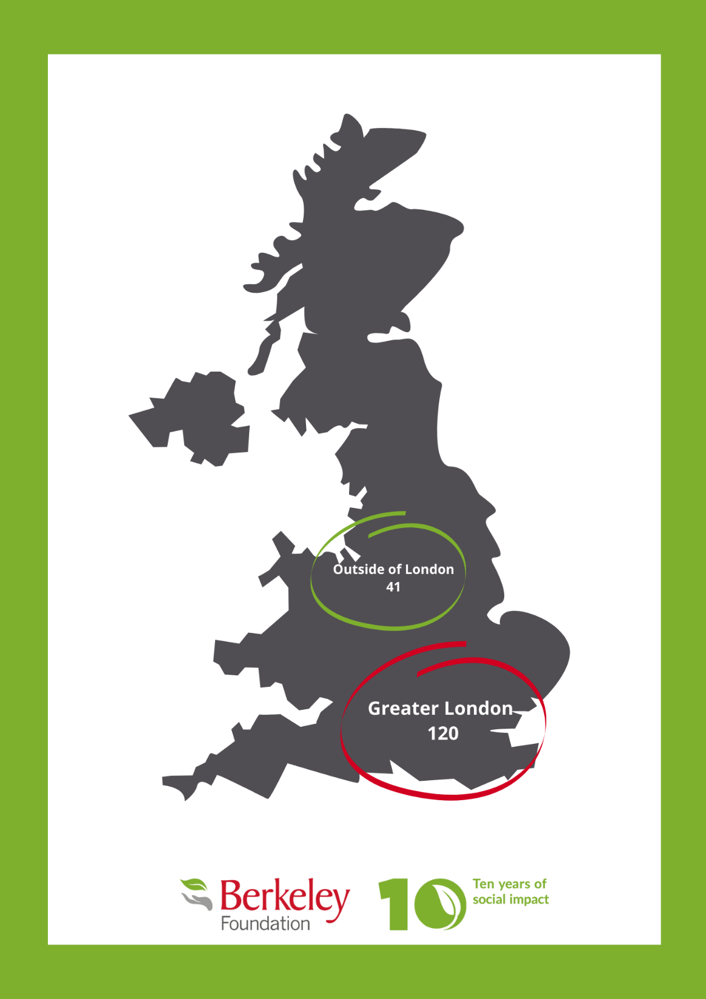 Outside of London
41
Greater London
120
Berkeley
Foundation
10
Ten years of
social impact